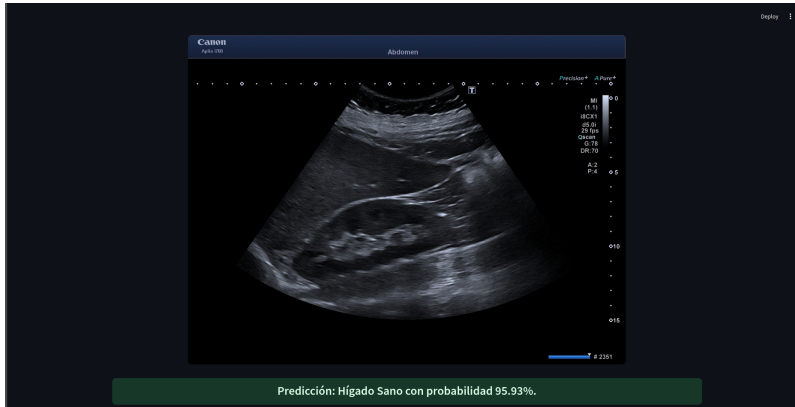 Deploy
Canon
Aplio i700
Abdomen
Precision+ A Pure+
T
MI
(1.1)
i8CX1
d5.0i
29 fps
Qscan
G:78
DR:70
A:2
P:4
0
5
10
15
# 2351
Predicción: Hígado Sano con probabilidad 95.93%.